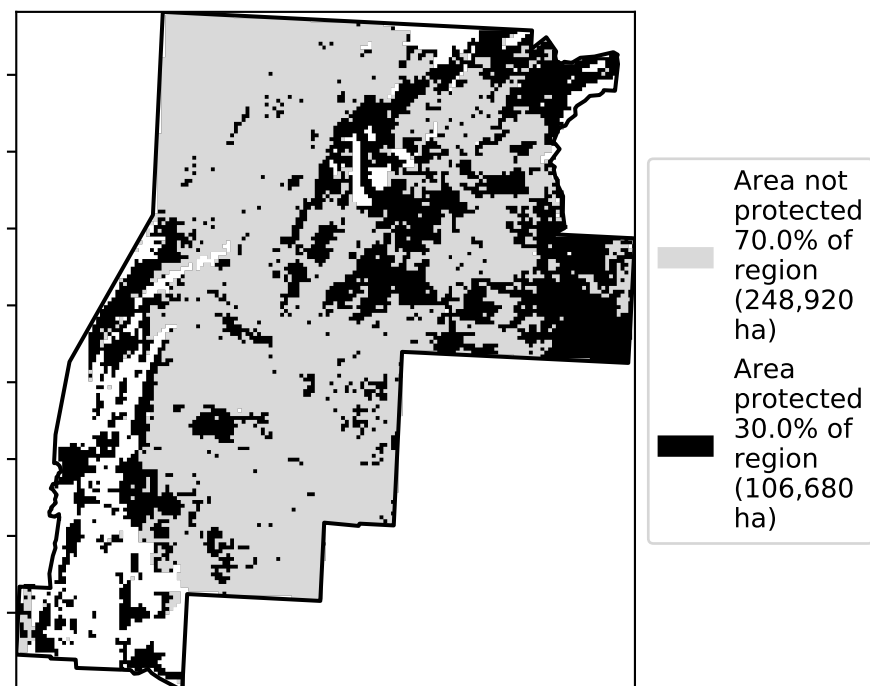 Area not
protected
70.0% of
region
(248,920
ha)
Area
protected
30.0% of
region
(106,680
ha)